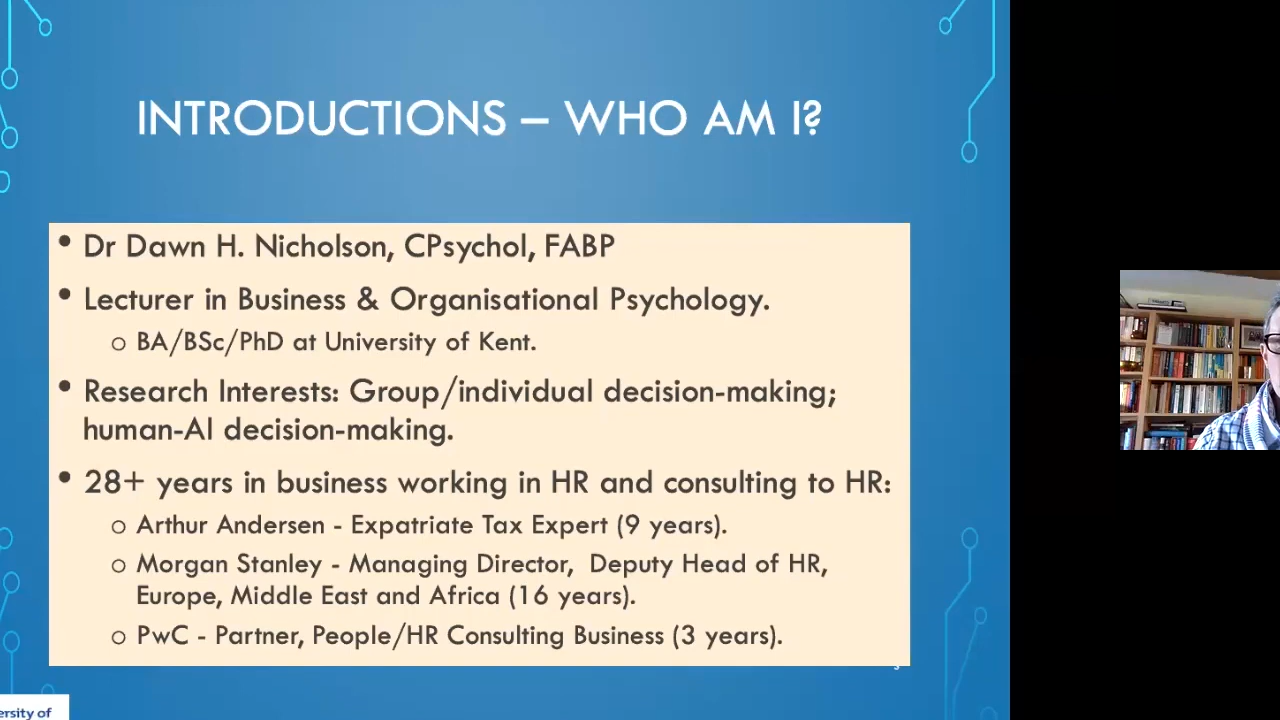 INTRODUCTIONS – WHO AM I?
• Dr Dawn H. Nicholson, CPsychol, FABP
• Lecturer in Business & Organisational Psychology.
○ BA/BSc/PhD at University of Kent.
• Research Interests: Group/individual decision-making;
human-AI decision-making.
• 28+ years in business working in HR and consulting to HR:
○ Arthur Andersen - Expatriate Tax Expert (9 years).
○ Morgan Stanley - Managing Director, Deputy Head of HR,
Europe, Middle East and Africa (16 years).
○ PwC - Partner, People/HR Consulting Business (3 years).
ersity of